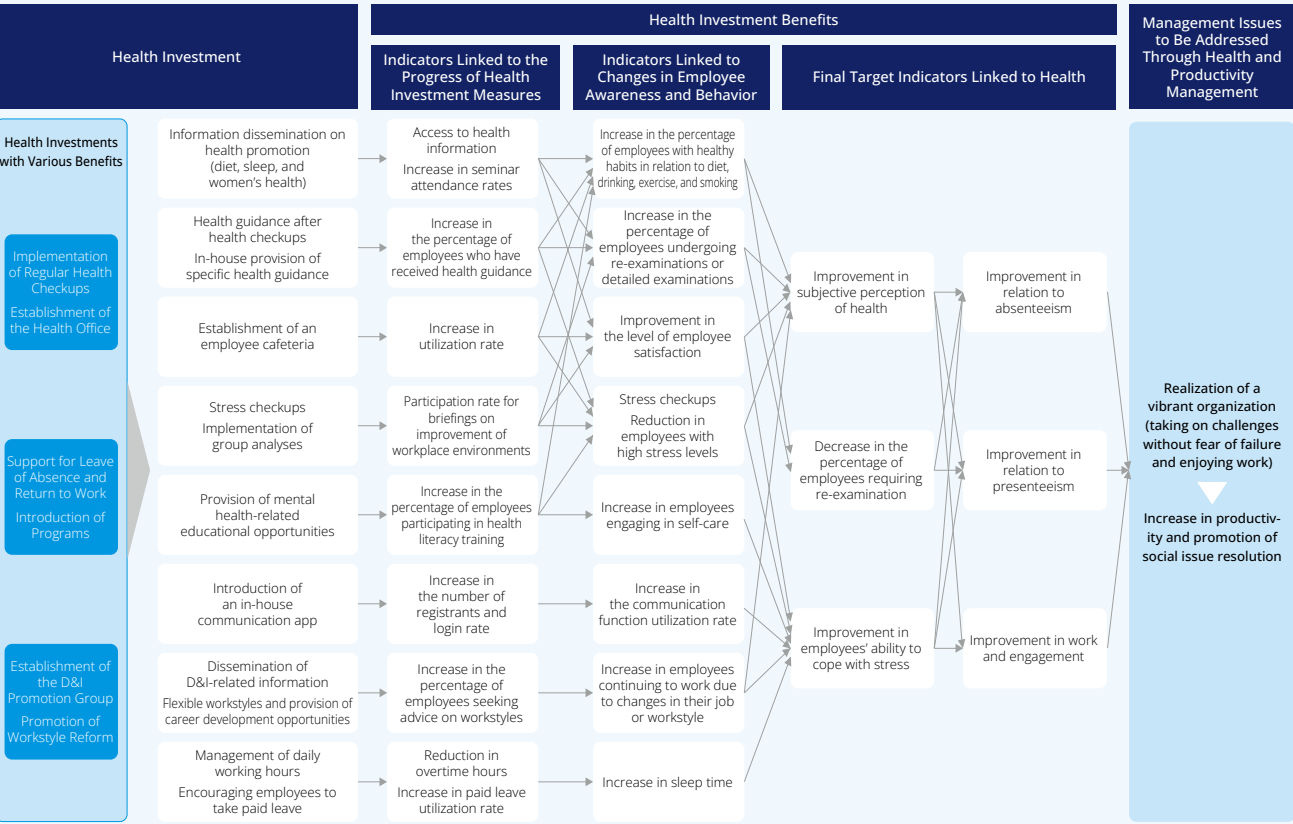 Health Investment
Health Investment Benefits
Management Issues
to Be Addressed
Through Health and
Productivity
Management
Indicators Linked to the
Progress of Health
Investment Measures
Indicators Linked to
Changes in Employee
Awareness and Behavior
Final Target Indicators Linked to Health
Health Investments
with Various Benefits
Implementation
of Regular Health
Checkups
Establishment of
the Health Office
Support for Leave
of Absence and
Return to Work
Introduction of
Programs
Establishment of
the D&I
Promotion Group
Promotion of
Workstyle Reform
Information dissemination on
health promotion
(diet, sleep, and
women's health)
Health guidance after
health checkups
In-house provision of
specific health guidance
Establishment of an
employee cafeteria
Stress checkups
Implementation of
group analyses
Provision of mental
health-related
educational opportunities
Introduction of
an in-house
communication app
Dissemination of
D&I-related information
Flexible workstyles and provision of
career development opportunities
Management of daily
working hours
Encouraging employees to
take paid leave
Access to health
information
Increase in seminar
attendance rates
Increase in
the percentage of
employees who have
received health guidance
Increase in
utilization rate
Participation rate for
briefings on
improvement of
workplace environments
Increase in the
percentage of employees
participating in health
literacy training
Increase in
the number of
registrants and
login rate
Increase in the
percentage of
employees seeking
advice on workstyles
Reduction in
overtime hours
Increase in paid leave
utilization rate
Increase in the percentage
of employees with healthy
habits in relation to diet,
drinking, exercise, and smoking
Increase in the
percentage of
employees undergoing
re-examinations or
detailed examinations
Improvement in
the level of employee
satisfaction
Stress checkups
Reduction in
employees with
high stress levels
Increase in employees
engaging in self-care
Increase in
the communication
function utilization rate
Increase in employees
continuing to work due
to changes in their job
or workstyle
Increase in sleep time
Improvement in
subjective perception
of health
Decrease in the
percentage of
employees requiring
re-examination
Improvement in
employees' ability to
cope with stress
Improvement in
relation to
absenteeism
Improvement in
relation to
presenteeism
Improvement in work
and engagement
Realization of a
vibrant organization
(taking on challenges
without fear of failure
and enjoying work)
Increase in productiv-
ity and promotion of
social issue resolution